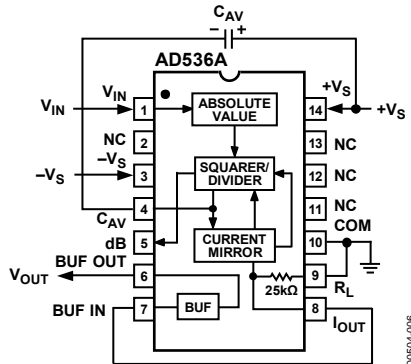 CAV
− +
AD536A
VIN
VIN
1
ABSOLUTE
VALUE
14
+VS
+VS
NC
2
13
NC
−VS
−VS
3
SQUARER/
DIVIDER
12
NC
CAV
4
11
NC
dB
5
CURRENT
MIRROR
10
COM
BUF OUT
VOUT
6
25kΩ
9
RL
BUF IN
7
BUF
8
IOUT
00504-006